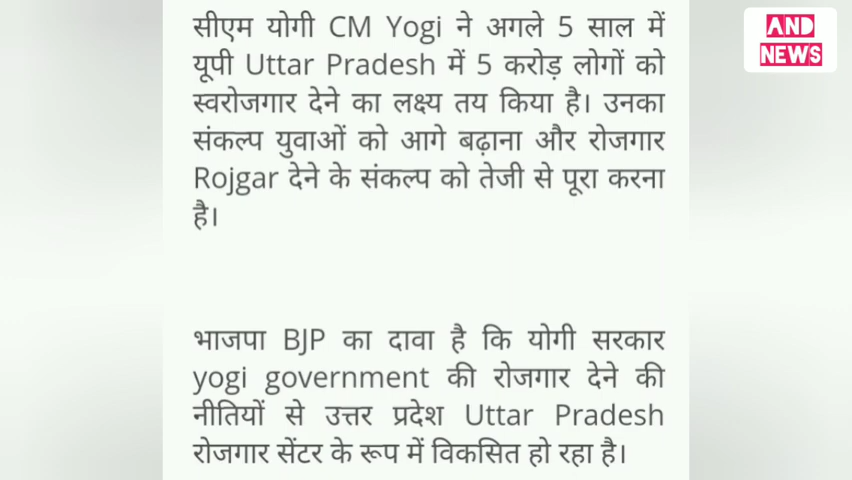 AND
NEWS
सीएम योगी CM Yogi ने अगले 5 साल में
यूपी Uttar Pradesh में 5 करोड़ लोगों को
स्वरोजगार देने का लक्ष्य तय किया है। उनका
संकल्प युवाओं को आगे बढ़ाना और रोजगार
Rojgar देने के संकल्प को तेजी से पूरा करना
है।
भाजपा BJP का दावा है कि योगी सरकार
yogi government की रोजगार देने की
नीतियों से उत्तर प्रदेश Uttar Pradesh
रोजगार सेंटर के रूप में विकसित हो रहा है।